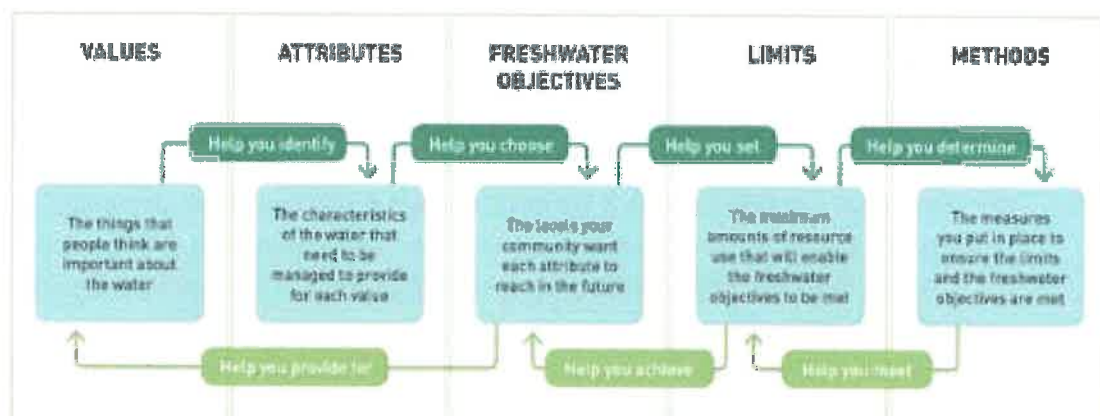 VALUES
ATTRIBUTES
FRESHWATER
OBJECTIVES
LIMITS
METHODS
Help you identify
Help you choose
Help you set
Help you determine
The things that
people think are
important about
the water
The characteristics
of the water that
need to be
managed to provide
for each value
The levels your
community want
each attribute to
reach in the future
The maximum
amounts of resource
use that will enable
the freshwater
objectives to be met
The measures
you put in place to
ensure the limits
and the freshwater
objectives are met
Help you provide for
Help you achieve
Help you meet